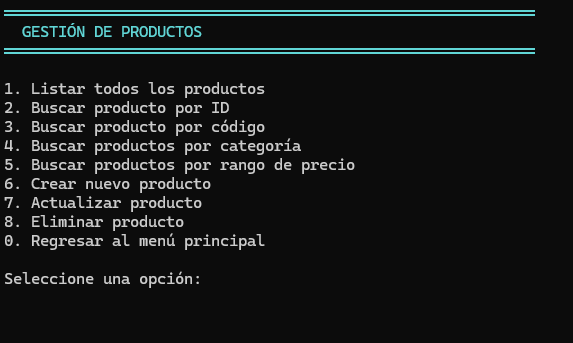 GESTIÓN DE PRODUCTOS
1. Listar todos los productos
2. Buscar producto por ID
3. Buscar producto por código
4. Buscar productos por categoría
5. Buscar productos por rango de precio
6. Crear nuevo producto
7. Actualizar producto
8. Eliminar producto
0. Regresar al menú principal
Seleccione una opción: